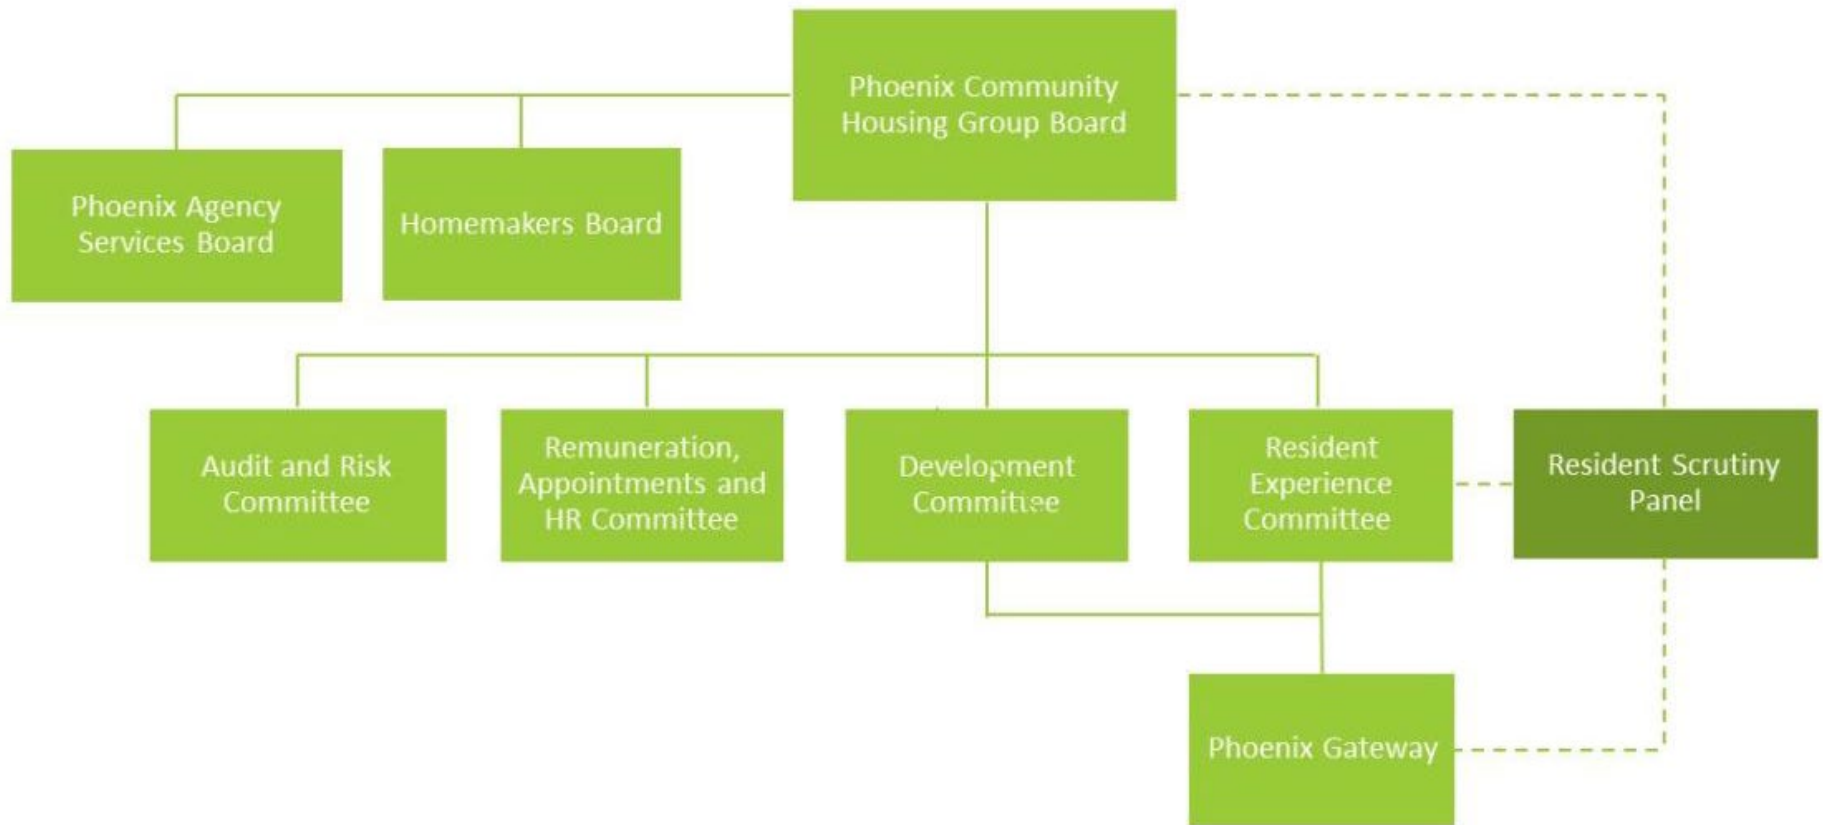 Phoenix Community
Housing Group Board
Phoenix Agency
Services Board
Homemakers Board
Audit and Risk
Committee
Remuneration,
Appointments and
HR Committee
Development
Committee
Resident
Experience
Committee
Resident Scrutiny
Panel
Phoenix Gateway